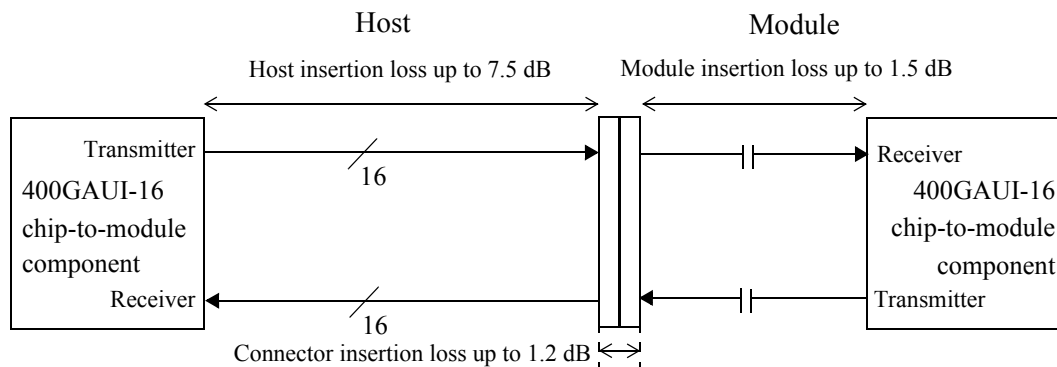 Host
Module
Host insertion loss up to 7.5 dB
Module insertion loss up to 1.5 dB
Transmitter
16
Receiver
400GAUI-16
chip-to-module
component
400GAUI-16
chip-to-module
component
Receiver
16
Transmitter
Connector insertion loss up to 1.2 dB